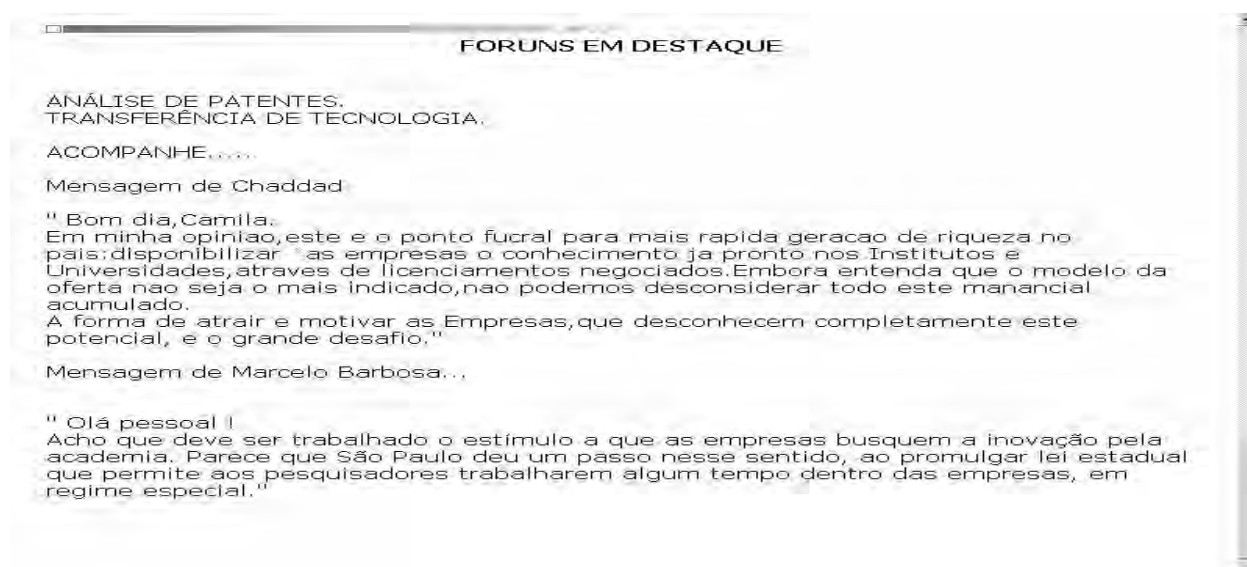 FORUNS EM DESTAQUE
ANÁLISE DE PATENTES.
TRANSFERÊNCIA DE TECNOLOGIA.
ACOMPANHE.....
Mensagem de Chaddad
" Bom dia,Camila.
Em minha opiniao,este e o ponto fucral para mais rapida geracao de riqueza no
pais:disponibilizar `as empresas o conhecimento ja pronto nos Institutos e
Universidades,atraves de licenciamentos negociados.Embora entenda que o modelo da
oferta nao seja o mais indicado,nao podemos desconsiderar todo este manancial
acumulado.
A forma de atrair e motivar as Empresas,que desconhecem completamente este
potencial, e o grande desafio."
Mensagem de Marcelo Barbosa...
" Olá pessoal !
Acho que deve ser trabalhado o estímulo a que as empresas busquem a inovação pela
academia. Parece que São Paulo deu um passo nesse sentido, ao promulgar lei estadual
que permite aos pesquisadores trabalharem algum tempo dentro das empresas, em
regime especial."